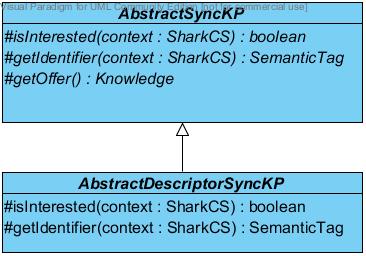 Visual Paradigm for UML Community Edition [not for commercial use]
AbstractSyncKP
#isInterested(context : SharkCS) : boolean
#getIdentifier(context : SharkCS) : SemanticTag
#getOffer() : Knowledge
AbstractDescriptorSyncKP
#isInterested(context : SharkCS) : boolean
#getIdentifier(context : SharkCS) : SemanticTag